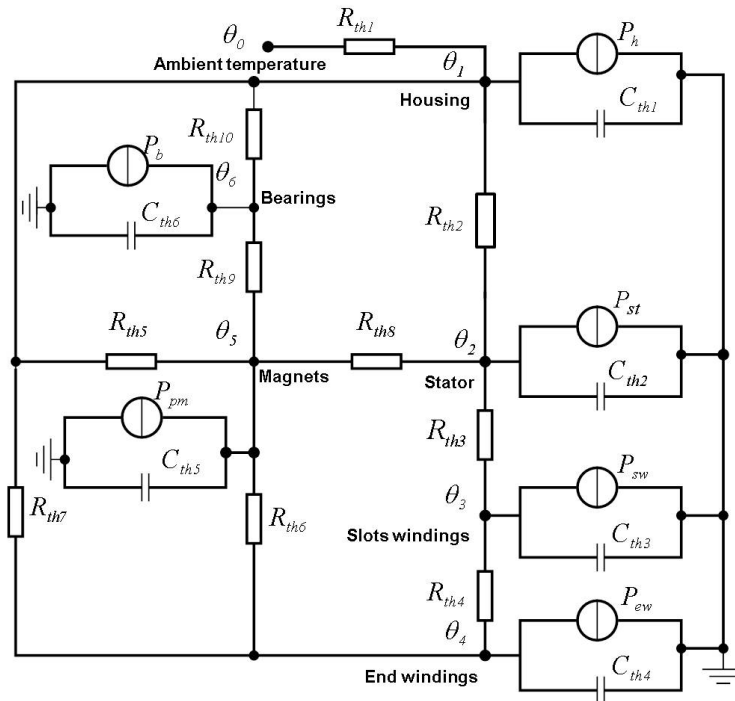 θ0
Rth1
Ambient temperature
θ1
Ph
Housing
Cth1
Rth10
Pb
θ6
Bearings
Cth6
Rth2
Rth9
Rth5
θ5
Rth8
θ2
Pst
Magnets
Stator
Cth2
Ppm
Rth3
Cth5
θ3
Psw
Rth7
Rth6
Slots windings
Cth3
Rth4
Pew
θ4
End windings
Cth4